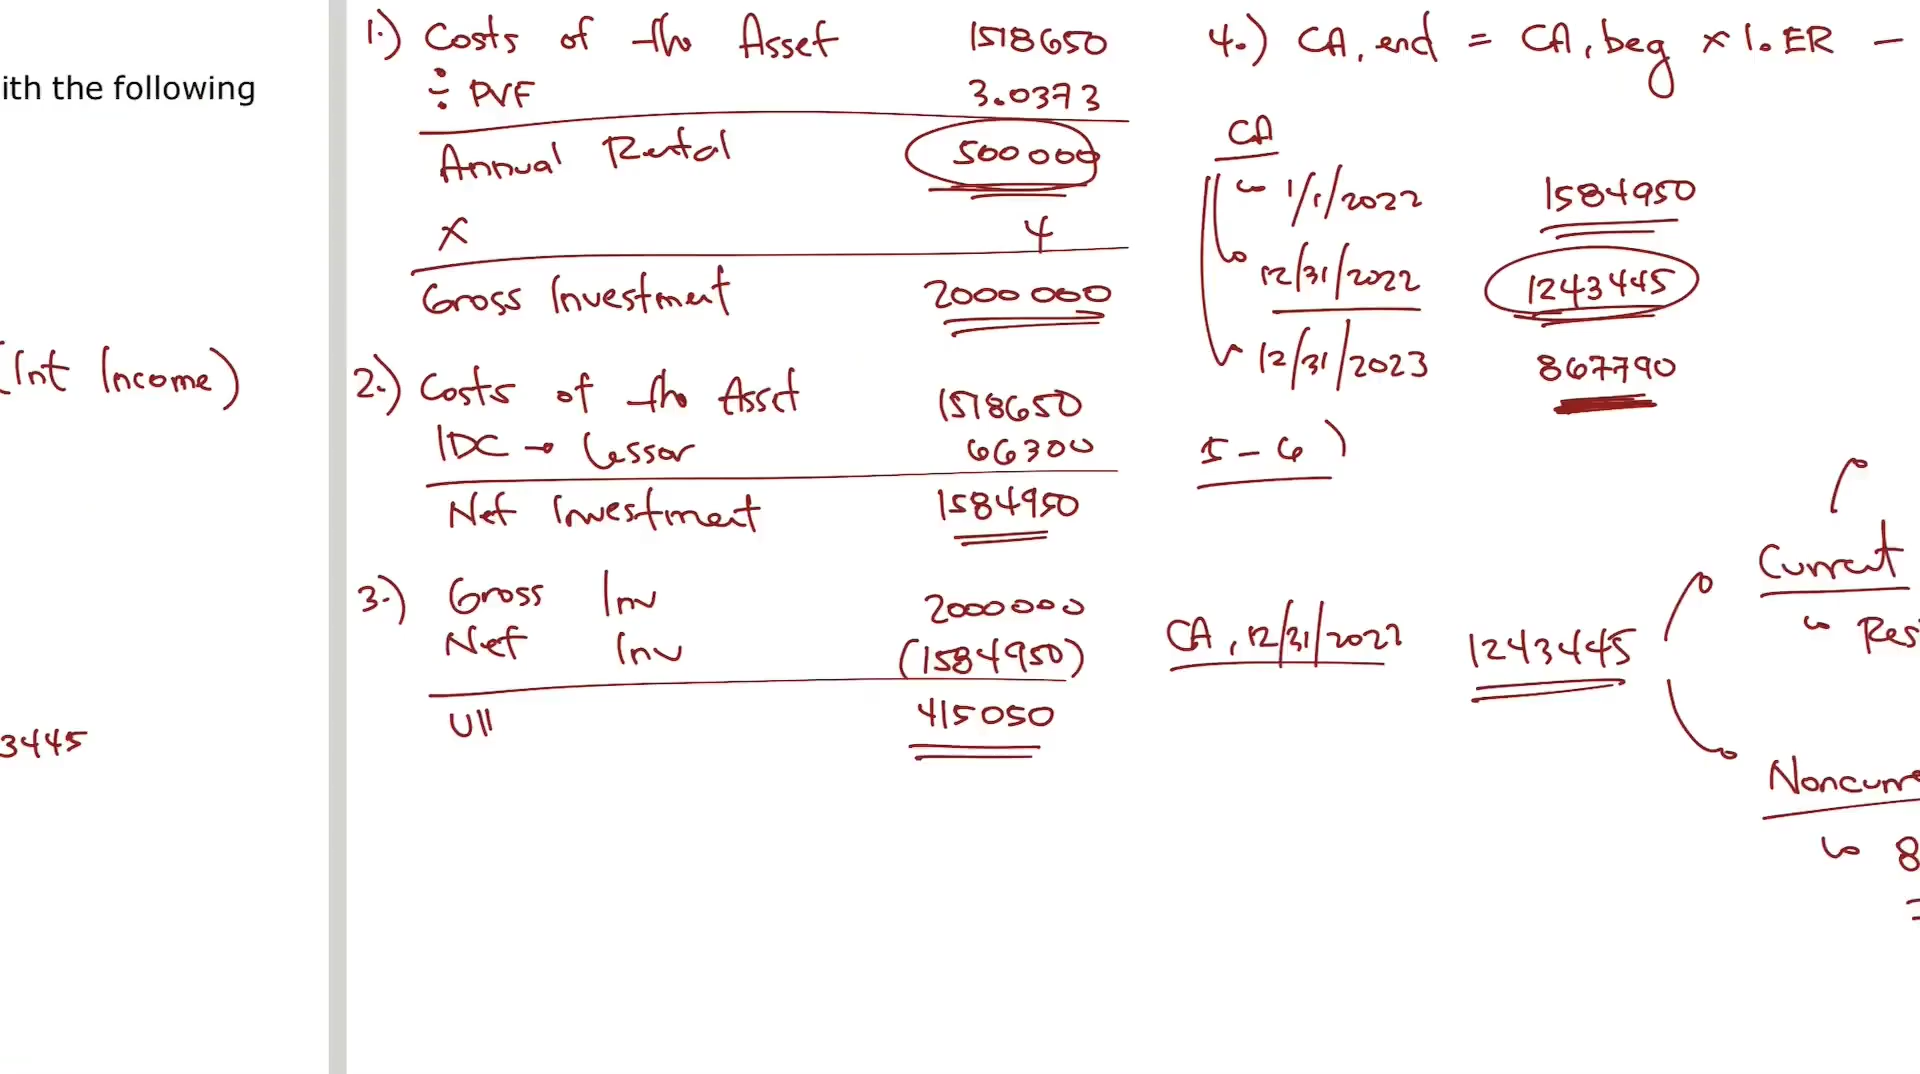 ith the following
(Int Income)
3445
1.) Costs of the Asset 1518650
÷ PVF 3.0373
Annual Rental 500000
X 4
Gross Investment 2000000
2.) Costs of the Asset 1518650
IDC → Lessor 66300
Net Investment 1584950
3.) Gross Inv 2000000
Net Inv (1584950)
UII 415050
4.) CA, end = CA, beg x 1.ER -
CA
1/1/2022 1584950
12/31/2022 1243445
12/31/2023 867790
5-6)
CA, 12/31/2022 1243445
Current
Res
Noncurre
8